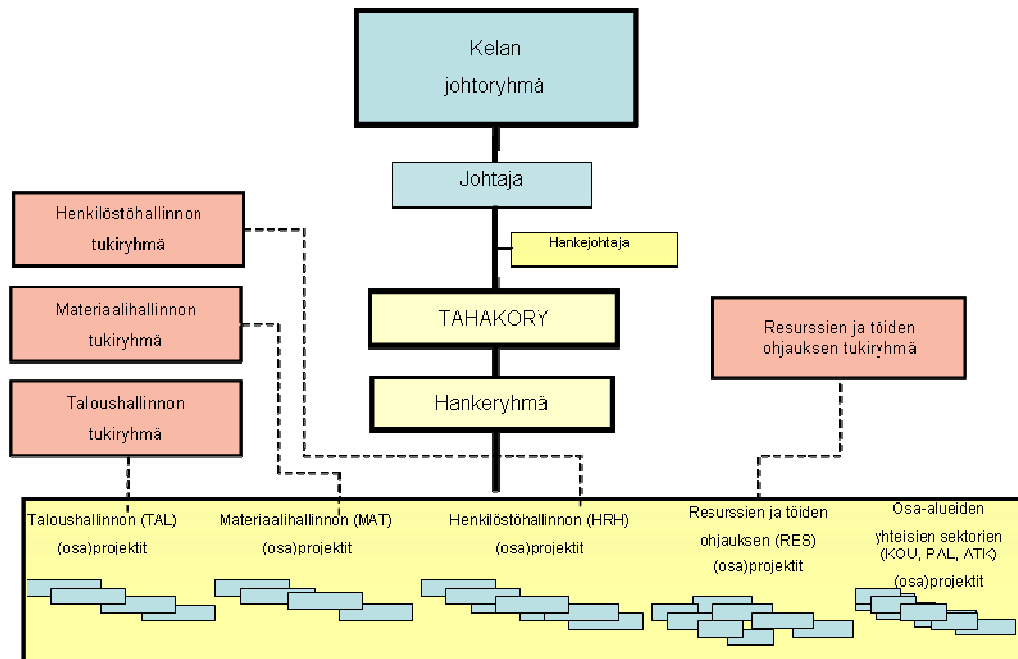 Kelan
johtoryhmä
Johtaja
Hankejohtaja
TAHAKORY
Hankeryhmä
Henkilöstöhallinnon
tukiryhmä
Materiaalihallinnon
tukiryhmä
Taloushallinnon
tukiryhmä
Resurssien ja töiden
ohjauksen tukiryhmä
Taloushallinnon (TAL)
(osa)projektit
Materiaalihallinnon (MAT)
(osa)projektit
Henkilöstöhallinnon (HRH)
(osa)projektit
Resurssien ja töiden
ohjauksen (RES)
(osa)projektit
Osa-alueiden
yhteisien sektorien
(KOU, PAL, ATK)
(osa)projektit